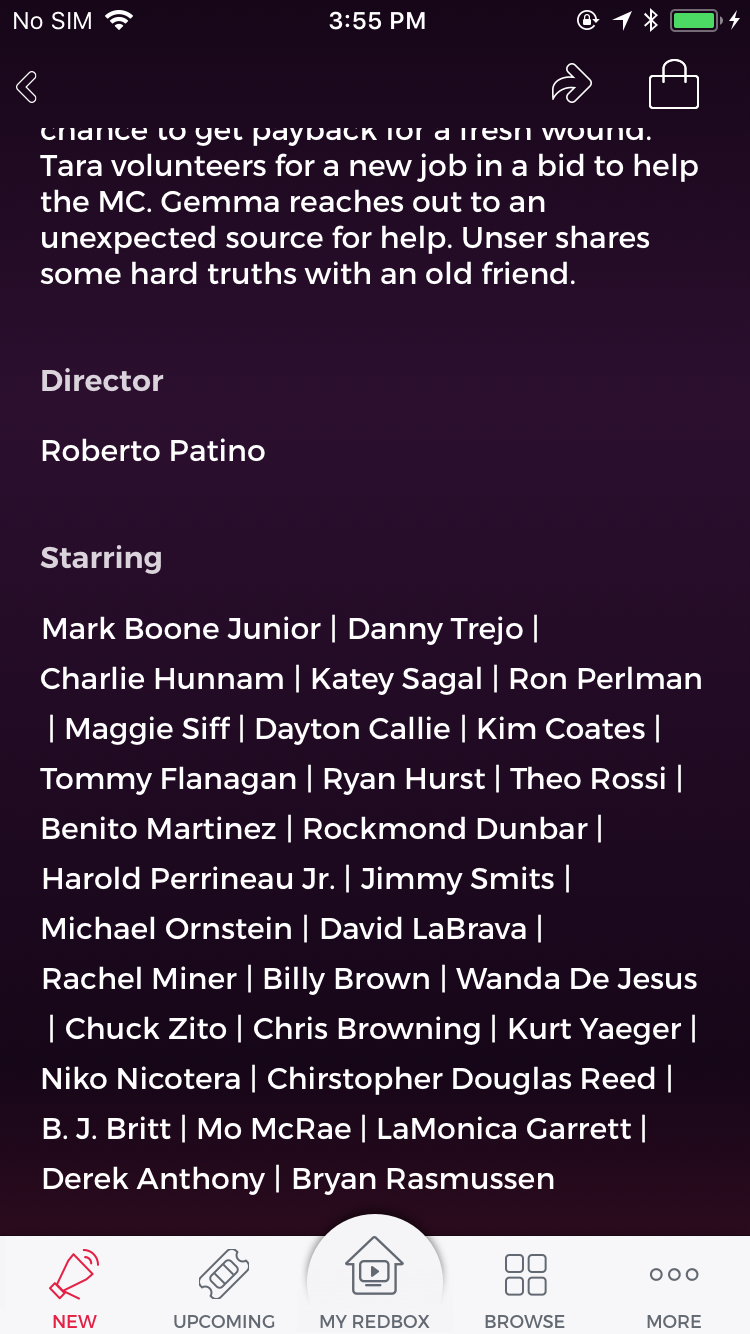 No SIM 3:55 PM
chance to get payback for a fresh wound.
Tara volunteers for a new job in a bid to help
the MC. Gemma reaches out to an
unexpected source for help. Unser shares
some hard truths with an old friend.
Director
Roberto Patino
Starring
Mark Boone Junior | Danny Trejo |
Charlie Hunnam | Katey Sagal | Ron Perlman
| Maggie Siff | Dayton Callie | Kim Coates |
Tommy Flanagan | Ryan Hurst | Theo Rossi |
Benito Martinez | Rockmond Dunbar |
Harold Perrineau Jr. | Jimmy Smits |
Michael Ornstein | David LaBrava |
Rachel Miner | Billy Brown | Wanda De Jesus
| Chuck Zito | Chris Browning | Kurt Yaeger |
Niko Nicotera | Chirstopher Douglas Reed |
B. J. Britt | Mo McRae | LaMonica Garrett |
Derek Anthony | Bryan Rasmussen
NEW UPCOMING MY REDBOX BROWSE MORE